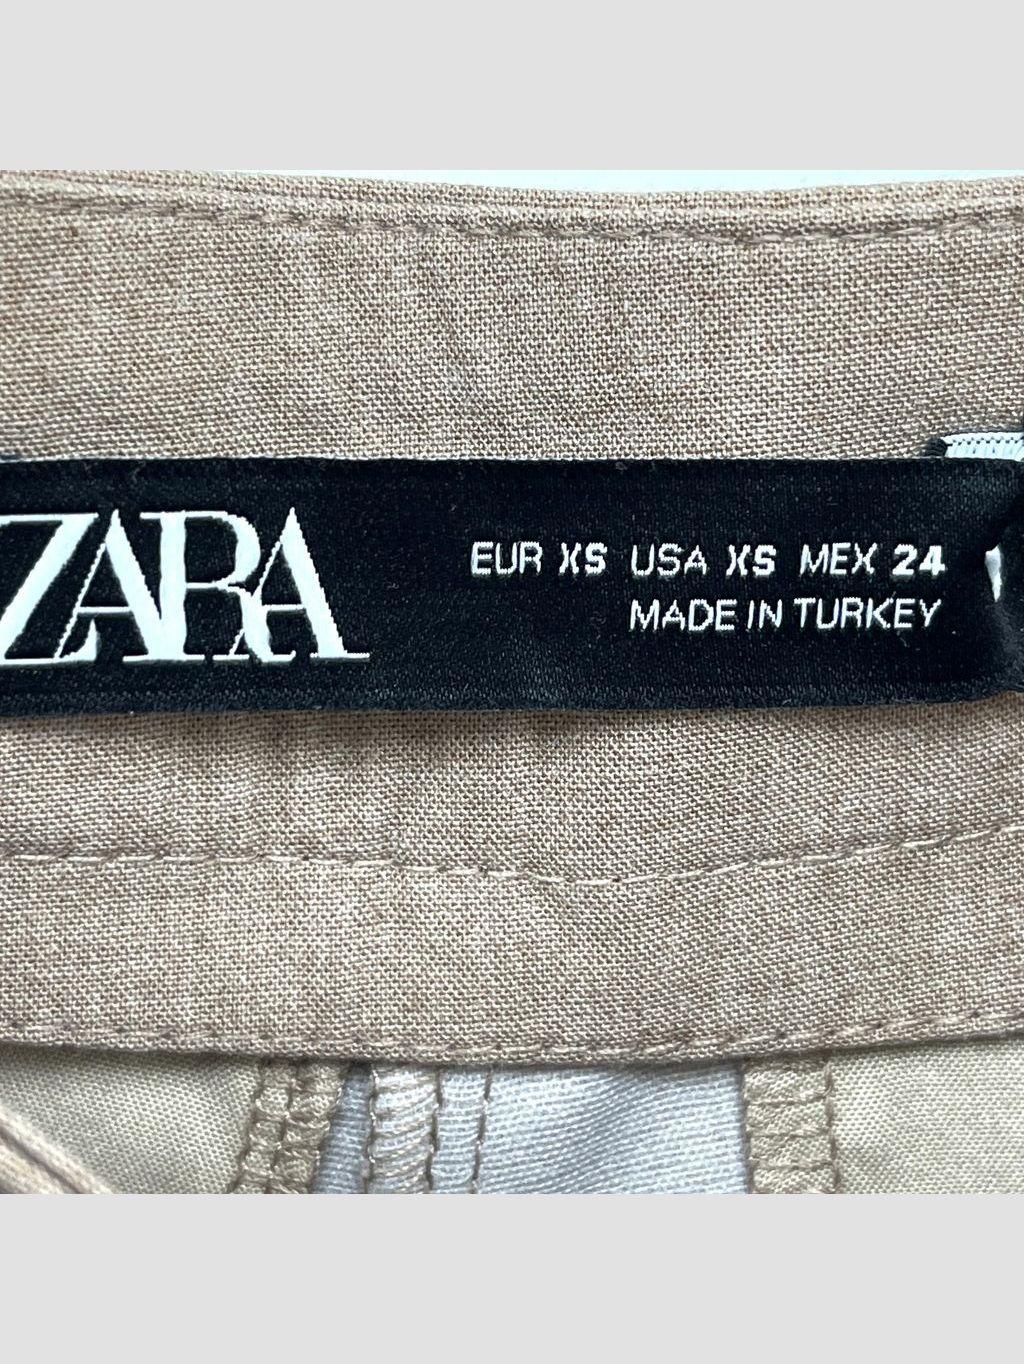 ZARA
EUR XS USA XS MEX 24
MADE IN TURKEY